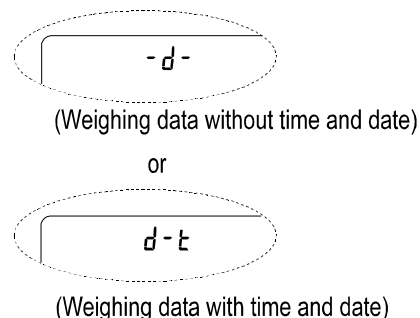 -d-
(Weighing data without time and date)
or
d-t
(Weighing data with time and date)